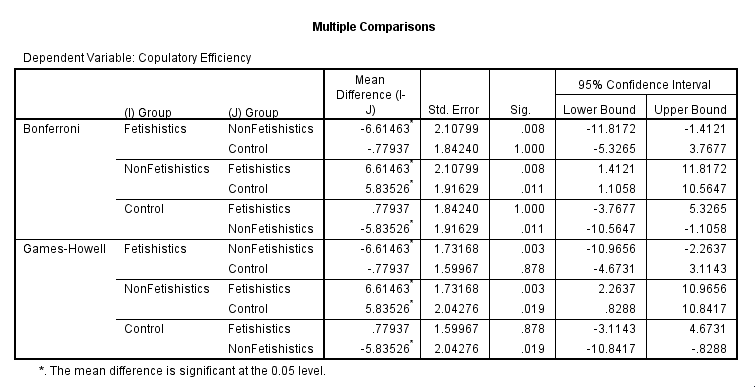 Multiple Comparisons
Dependent Variable: Copulatory Efficiency
(I) Group (J) Group Mean Difference (I-J) Std. Error Sig. 95% Confidence Interval
Lower Bound Upper Bound
Bonferroni Fetishistics NonFetishistics -6.61463* 2.10799 .008 -11.8172 -1.4121
Control -.77937 1.84240 1.000 -5.3265 3.7677
NonFetishistics Fetishistics 6.61463* 2.10799 .008 1.4121 11.8172
Control 5.83526* 1.91629 .011 1.1058 10.5647
Control Fetishistics .77937 1.84240 1.000 -3.7677 5.3265
NonFetishistics -5.83526* 1.91629 .011 -10.5647 -1.1058
Games-Howell Fetishistics NonFetishistics -6.61463* 1.73168 .003 -10.9656 -2.2637
Control -.77937 1.59967 .878 -4.6731 3.1143
NonFetishistics Fetishistics 6.61463* 1.73168 .003 2.2637 10.9656
Control 5.83526* 2.04276 .019 .8288 10.8417
Control Fetishistics .77937 1.59967 .878 -3.1143 4.6731
NonFetishistics -5.83526* 2.04276 .019 -10.8417 -.8288
*. The mean difference is significant at the 0.05 level.